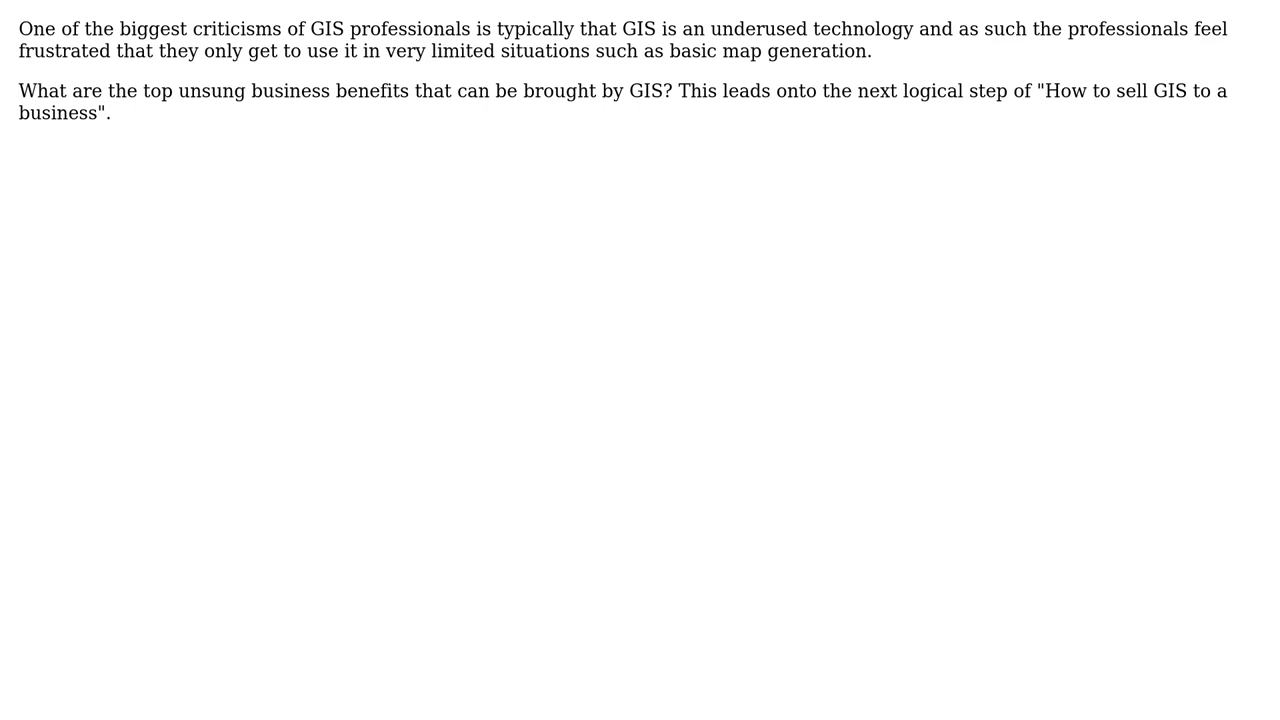 One of the biggest criticisms of GIS professionals is typically that GIS is an underused technology and as such the professionals feel
frustrated that they only get to use it in very limited situations such as basic map generation.
What are the top unsung business benefits that can be brought by GIS? This leads onto the next logical step of "How to sell GIS to a
business".